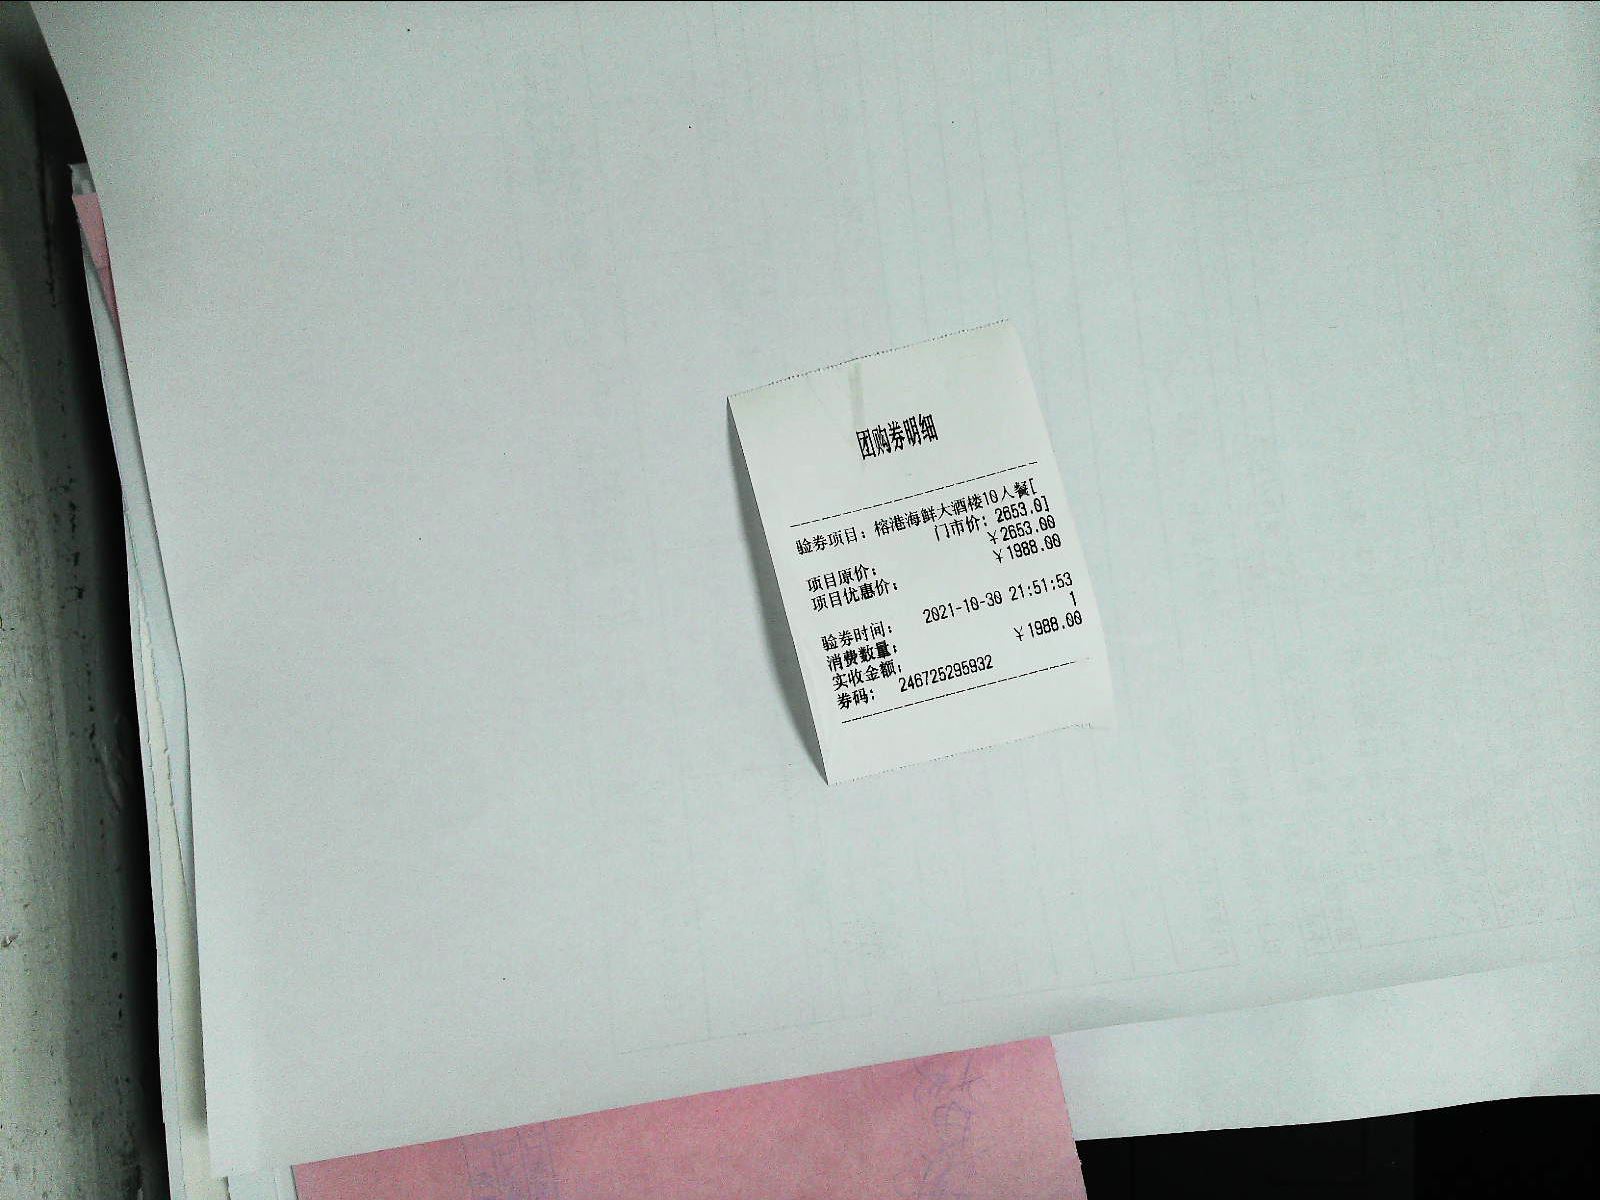 团购券明细
验券项目：榕港海鲜大酒楼10人餐[
门市价：2653.0]
项目原价：￥2653.00
项目优惠价：￥1988.00
验券时间：2021-10-30 21:51:53
消费数量：1
实收金额：￥1988.00
券码：246725295932